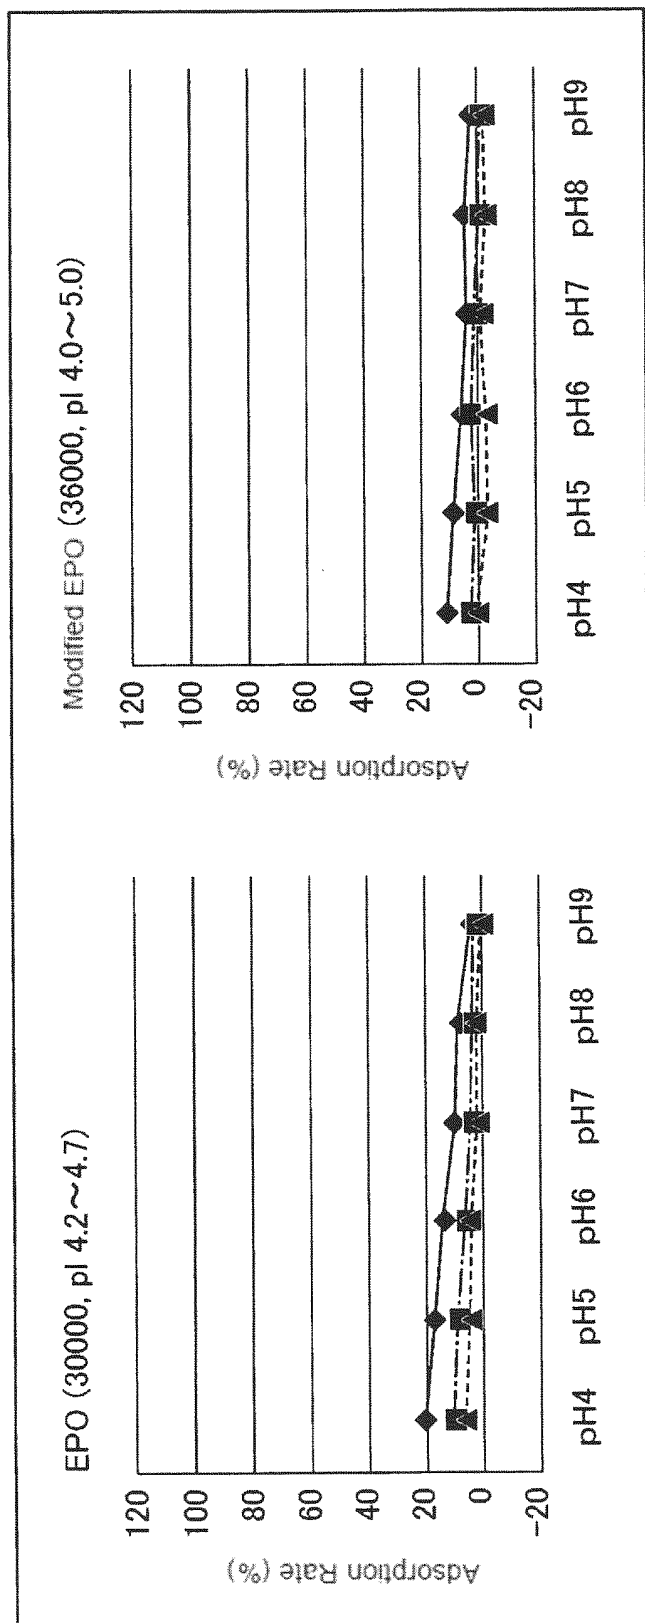 EPO (30000, pI 4.2～4.7)
Adsorption Rate (%)
120
100
80
60
40
20
0
-20
pH4 pH5 pH6 pH7 pH8 pH9
Modified EPO (36000, pI 4.0～5.0)
Adsorption Rate (%)
120
100
80
60
40
20
0
-20
pH4 pH5 pH6 pH7 pH8 pH9